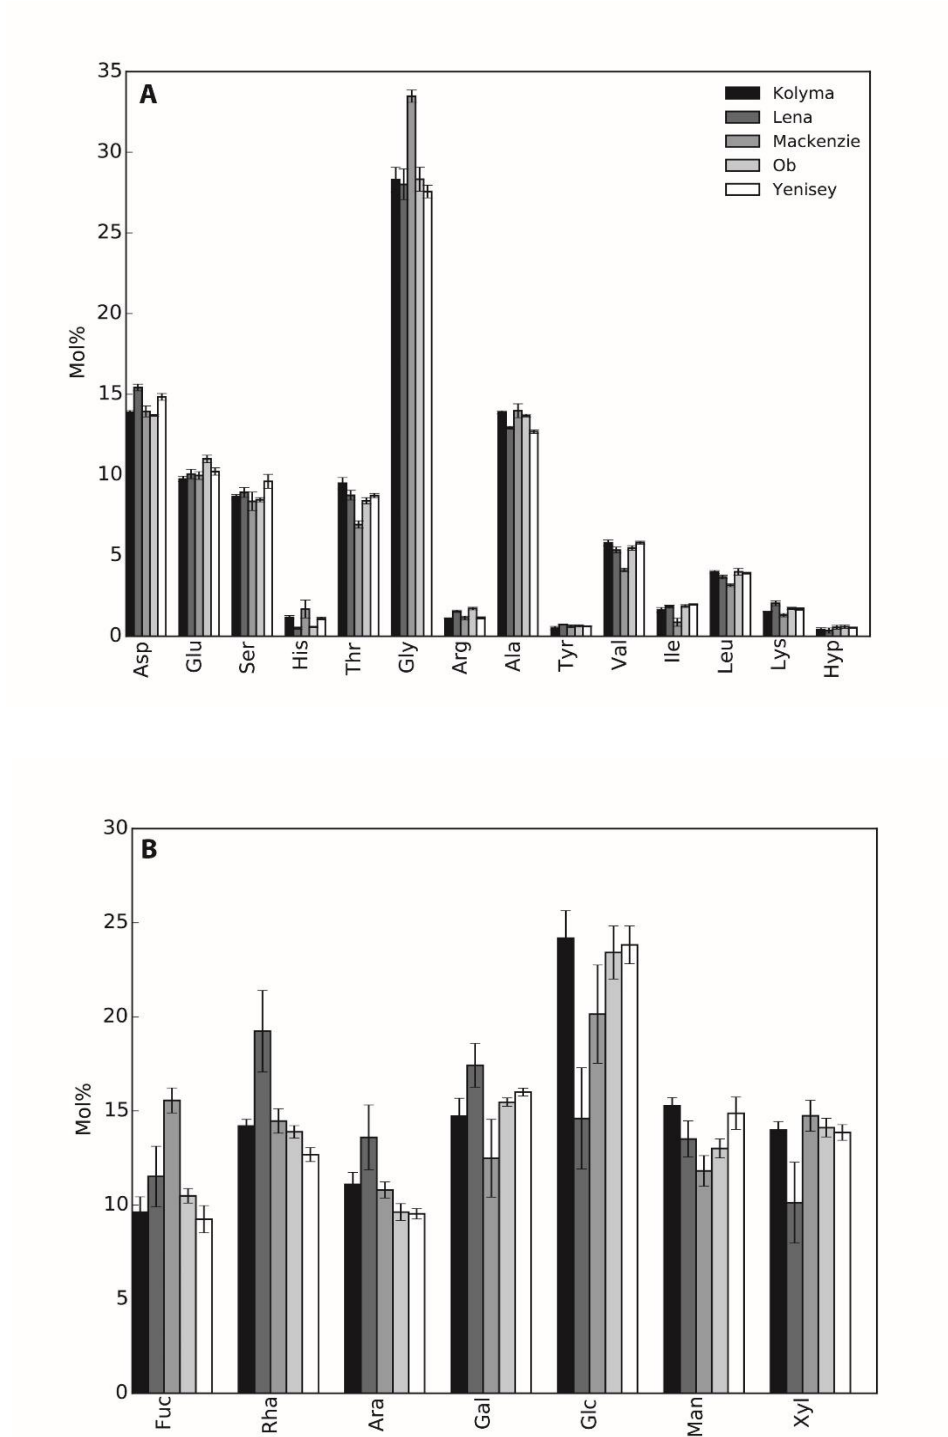 35
A
Kolyma
Lena
Mackenzie
Ob
Yenisey
30
25
20
Mol%
15
10
5
0
Asp Glu Ser His Thr Gly Arg Ala Tyr Val Ile Leu Lys Hyp
30
B
25
20
Mol%
15
10
5
0
Fuc Rha Ara Gal Glc Man Xyl